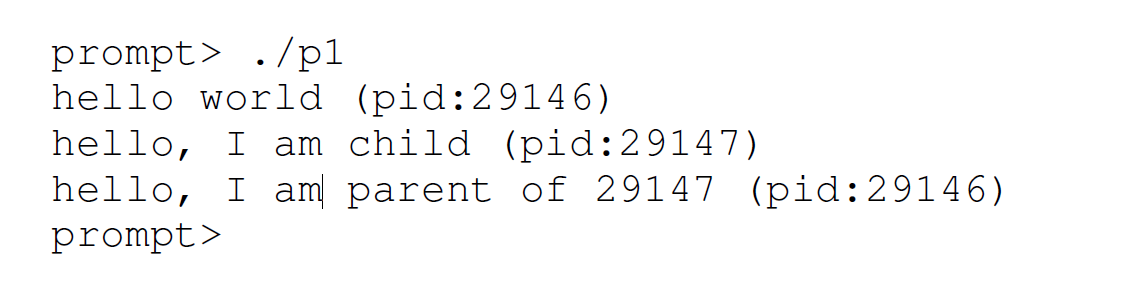 prompt> ./p1
hello world (pid:29146)
hello, I am child (pid:29147)
hello, I am parent of 29147 (pid:29146)
prompt>